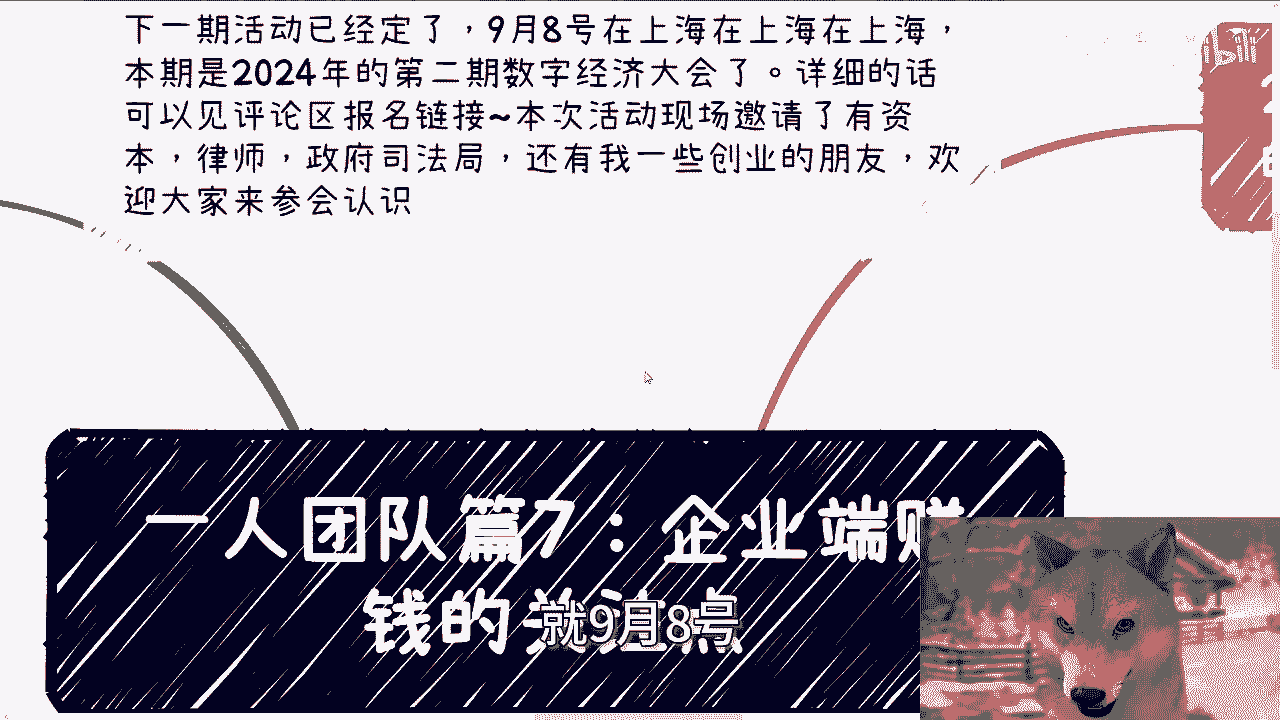 下一期活动已经定了，9月8号在上海在上海在上海，
本期是2024年的第二期数字经济大会了。详细的话
可以见评论区报名链接~本次活动现场邀请了有资
本，律师，政府司法局，还有我一些创业的朋友，欢
迎大家来参会认识
一人团队篇7：企业端赚
钱的关注点
就9月8号